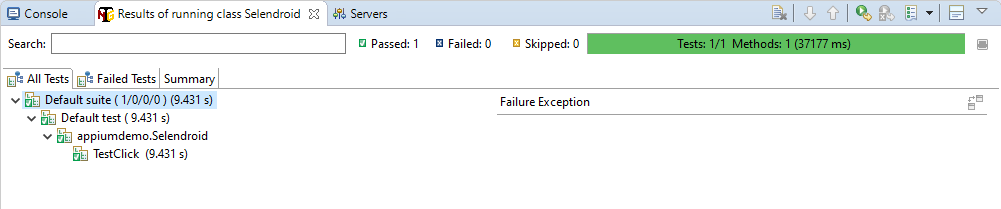 Console Results of running class Selendroid Servers
Search: Passed: 1 Failed: 0 Skipped: 0 Tests: 1/1 Methods: 1 (37177 ms)
All Tests Failed Tests Summary
Default suite ( 1/0/0/0 ) (9.431 s) Failure Exception
Default test ( 9.431 s)
appiumdemo.Selendroid
TestClick (9.431 s)